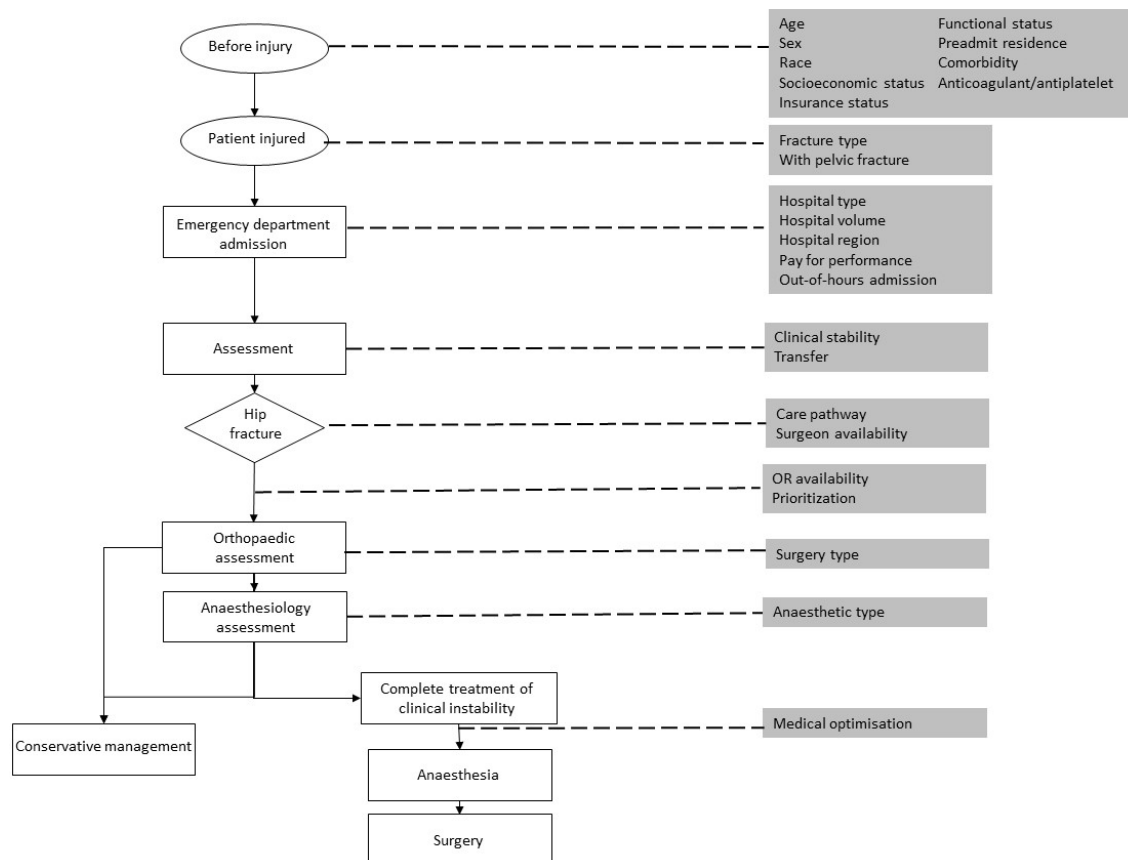 Before injury
Age
Sex
Race
Socioeconomic status
Insurance status
Functional status
Preadmit residence
Comorbidity
Anticoagulant/antiplatelet
Patient injured
Fracture type
With pelvic fracture
Emergency department
admission
Hospital type
Hospital volume
Hospital region
Pay for performance
Out-of-hours admission
Assessment
Clinical stability
Transfer
Hip
fracture
Care pathway
Surgeon availability
OR availability
Prioritization
Orthopaedic
assessment
Surgery type
Anaesthesiology
assessment
Anaesthetic type
Complete treatment of
clinical instability
Medical optimisation
Conservative management
Anaesthesia
Surgery